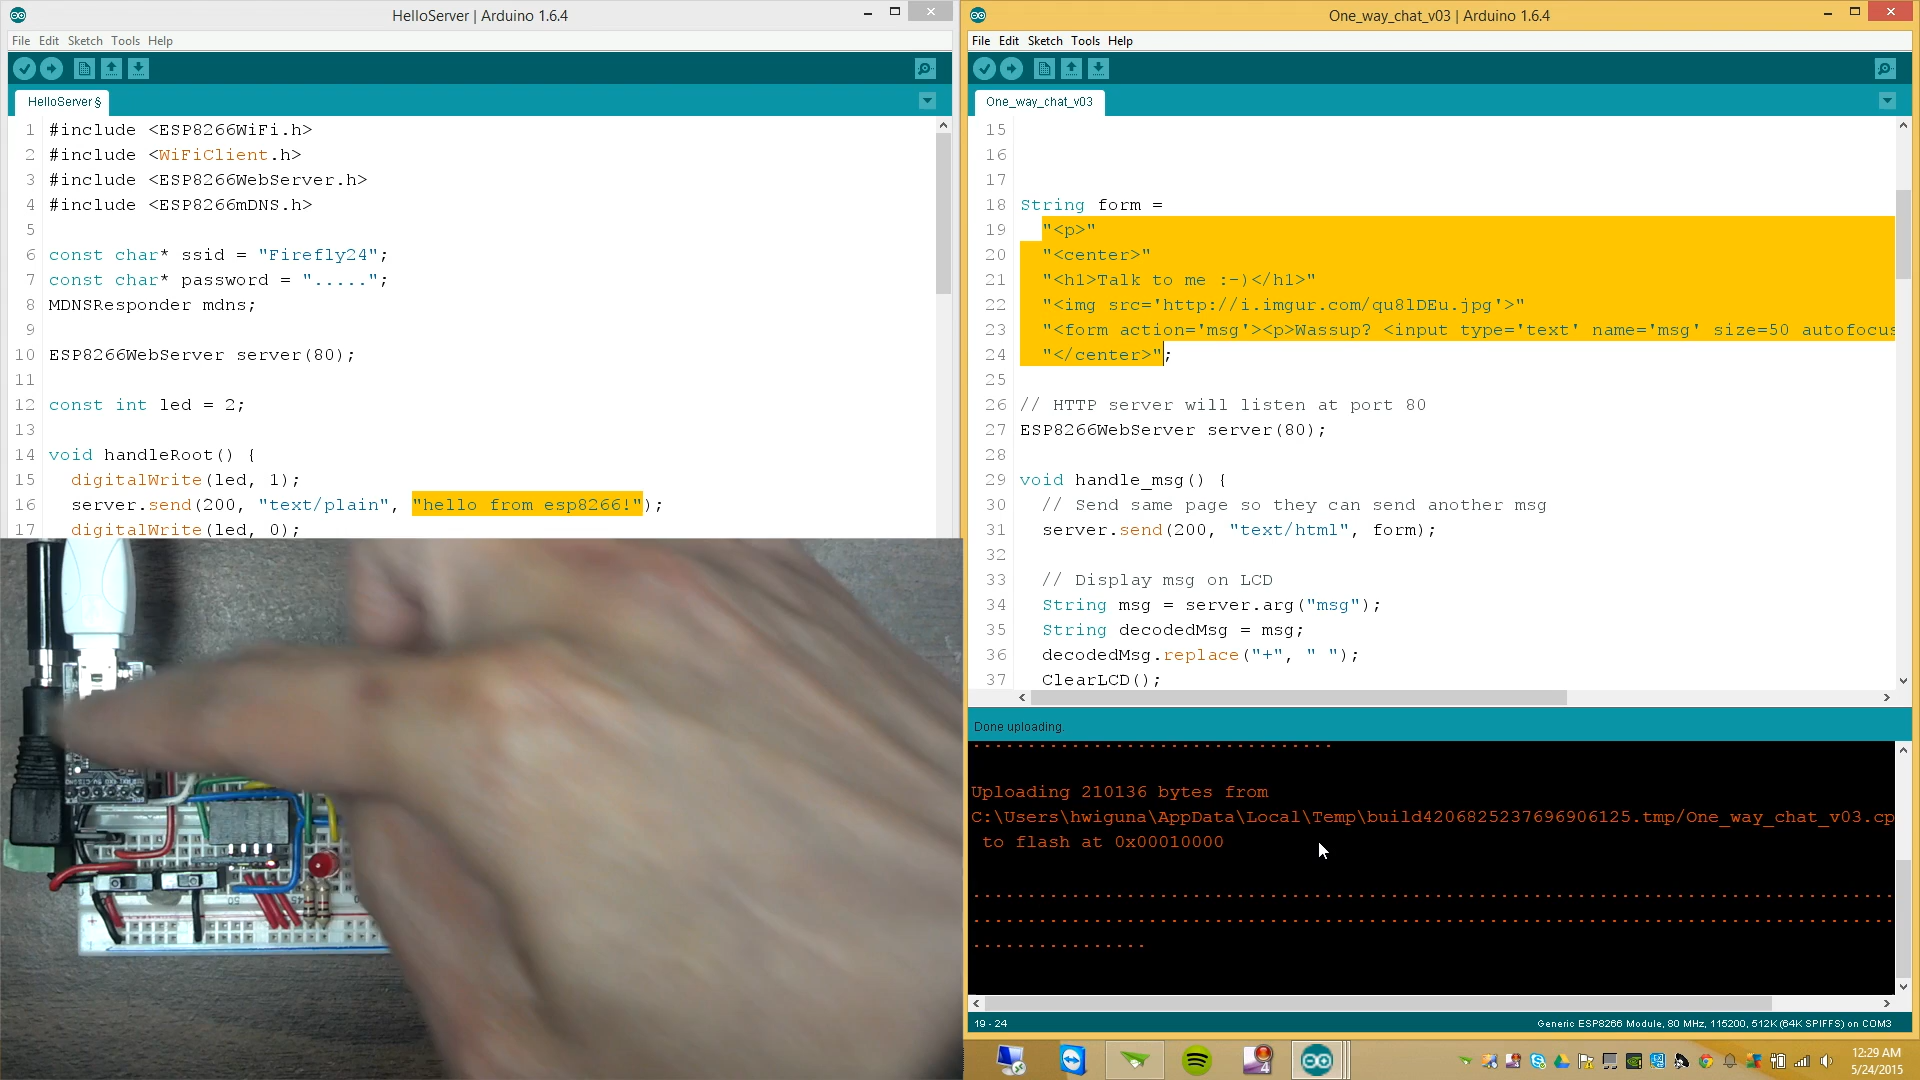 HelloServer | Arduino 1.6.4
File Edit Sketch Tools Help
HelloServer §
1 #include <ESP8266WiFi.h>
2 #include <WiFiClient.h>
3 #include <ESP8266WebServer.h>
4 #include <ESP8266mDNS.h>
5
6 const char* ssid = "Firefly24";
7 const char* password = ".....";
8 MDNSResponder mdns;
9
10 ESP8266WebServer server(80);
11
12 const int led = 2;
13
14 void handleRoot() {
15 digitalWrite(led, 1);
16 server.send(200, "text/plain", "hello from esp8266!");
17 digitalWrite(led, 0);
One_way_chat_v03 | Arduino 1.6.4
File Edit Sketch Tools Help
One_way_chat_v03
15
16
17
18 String form =
19 "<p>"
20 "<center>"
21 "<h1>Talk to me :-)</h1>"
22 "<img src='http://i.imgur.com/qu8lDEu.jpg'>"
23 "<form action='msg'><p>Wassup? <input type='text' name='msg' size=50 autofocus
24 "</center>";
25
26 // HTTP server will listen at port 80
27 ESP8266WebServer server(80);
28
29 void handle_msg() {
30 // Send same page so they can send another msg
31 server.send(200, "text/html", form);
32
33 // Display msg on LCD
34 String msg = server.arg("msg");
35 String decodedMsg = msg;
36 decodedMsg.replace("+", " ");
37 ClearLCD();
Done uploading.
Uploading 210136 bytes from
C:\Users\hwiguna\AppData\Local\Temp\build4206825237696906125.tmp/One_way_chat_v03.cp
to flash at 0x00010000
19 - 24
Generic ESP8266 Module, 80 MHz, 115200, 512K (64K SPIFFS) on COM3
12:29 AM
5/24/2015